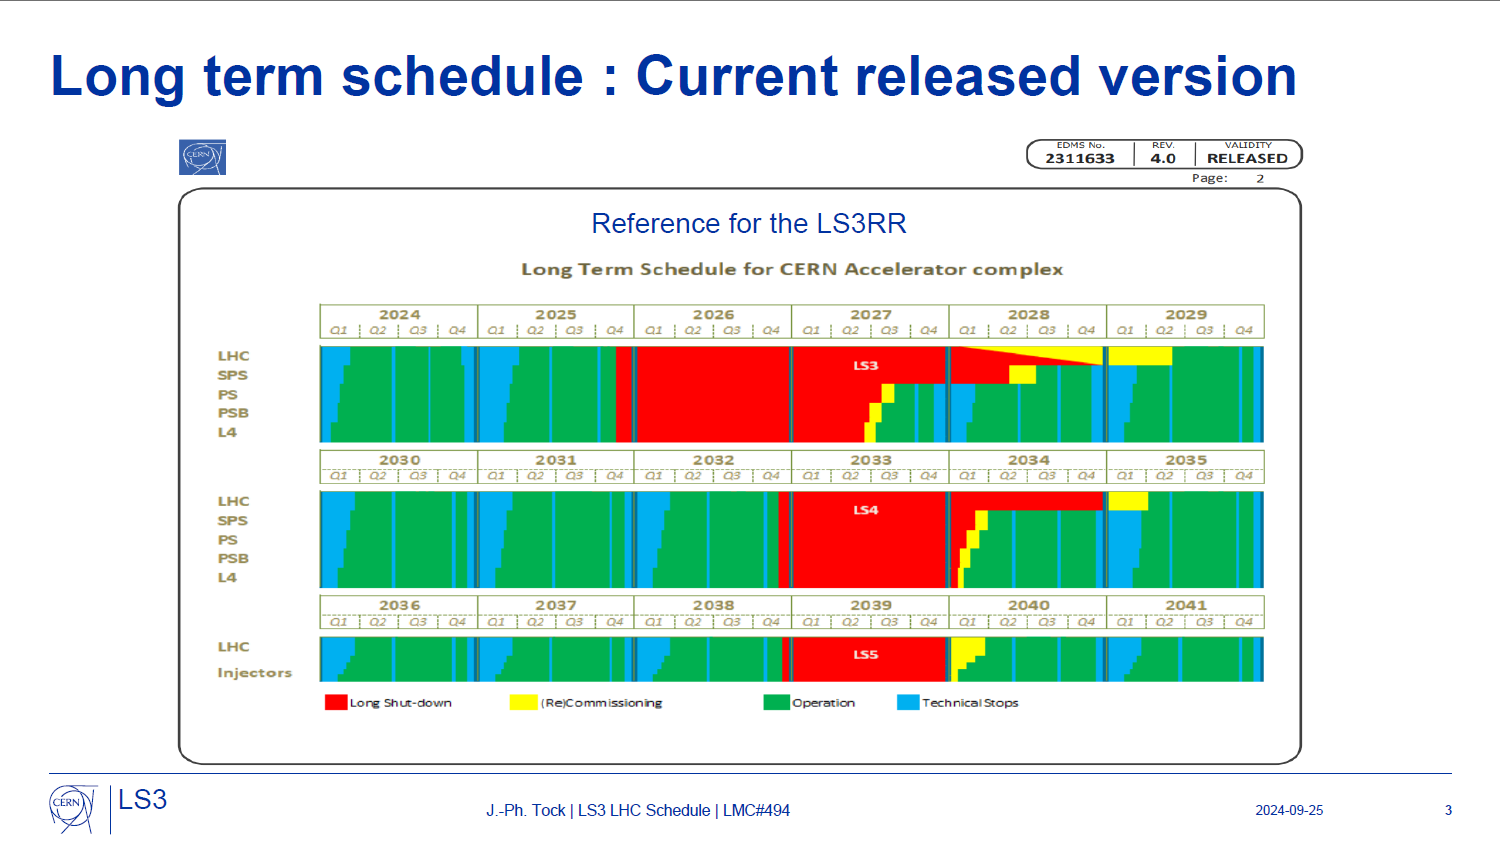 Long term schedule : Current released version
CERN
EDMS No. REV. VALIDITY
2311633 4.0 RELEASED
Page: 2
Reference for the LS3RR
Long Term Schedule for CERN Accelerator complex
2024 2025 2026 2027 2028 2029
Q1 Q2 Q3 Q4 Q1 Q2 Q3 Q4 Q1 Q2 Q3 Q4 Q1 Q2 Q3 Q4 Q1 Q2 Q3 Q4 Q1 Q2 Q3 Q4
LHC
LS3
SPS
PS
PSB
L4
2030 2031 2032 2033 2034 2035
Q1 Q2 Q3 Q4 Q1 Q2 Q3 Q4 Q1 Q2 Q3 Q4 Q1 Q2 Q3 Q4 Q1 Q2 Q3 Q4 Q1 Q2 Q3 Q4
LHC
LS4
SPS
PS
PSB
L4
2036 2037 2038 2039 2040 2041
Q1 Q2 Q3 Q4 Q1 Q2 Q3 Q4 Q1 Q2 Q3 Q4 Q1 Q2 Q3 Q4 Q1 Q2 Q3 Q4 Q1 Q2 Q3 Q4
LHC
LS5
Injectors
Long Shut-down (Re)Commissioning Operation Technical Stops
CERN LS3
J.-Ph. Tock | LS3 LHC Schedule | LMC#494 2024-09-25 3